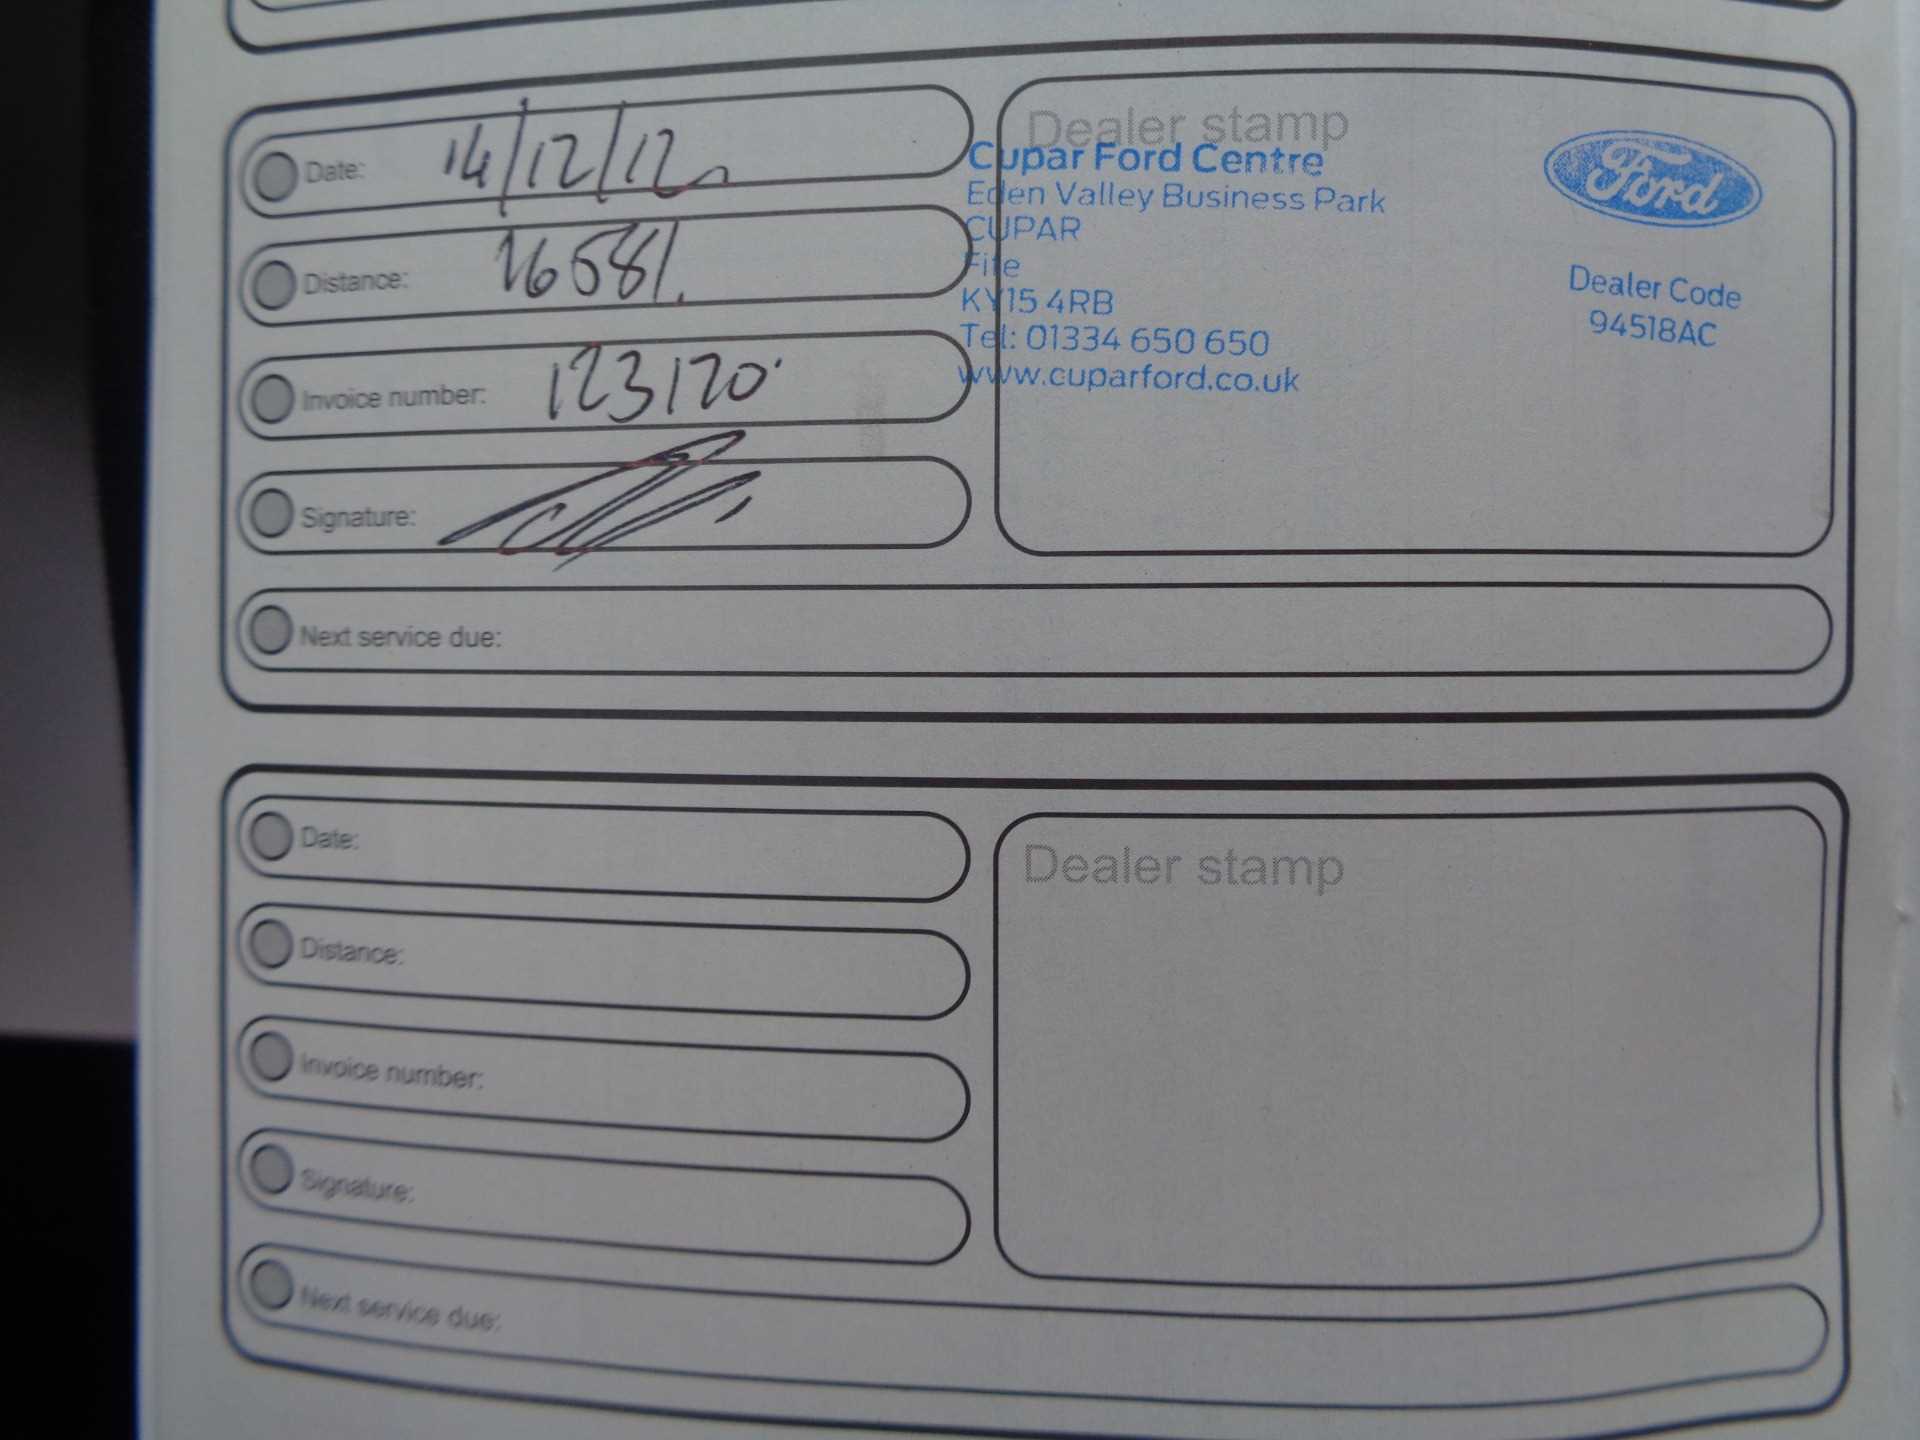 Date: 14/12/12
Distance: 16581.
Invoice number: 123120
Signature:
Next service due:
Dealer stamp
Cupar Ford Centre
Eden Valley Business Park
CUPAR
Fife
KY15 4RB
Tel: 01334 650 650
www.cuparford.co.uk
Ford
Dealer Code
94518AC
Date:
Distance:
Invoice number:
Signature:
Next service due:
Dealer stamp